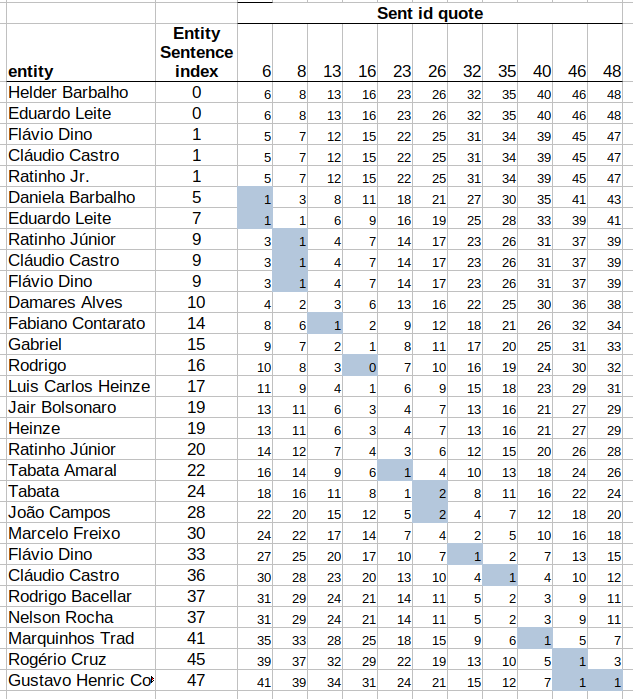 Sent id quote
Entity
Sentence
entity index 6 8 13 16 23 26 32 35 40 46 48
Helder Barbalho 0 6 8 13 16 23 26 32 35 40 46 48
Eduardo Leite 0 6 8 13 16 23 26 32 35 40 46 48
Flávio Dino 1 5 7 12 15 22 25 31 34 39 45 47
Cláudio Castro 1 5 7 12 15 22 25 31 34 39 45 47
Ratinho Jr. 1 5 7 12 15 22 25 31 34 39 45 47
Daniela Barbalho 5 1 3 8 11 18 21 27 30 35 41 43
Eduardo Leite 7 1 1 6 9 16 19 25 28 33 39 41
Ratinho Júnior 9 3 1 4 7 14 17 23 26 31 37 39
Cláudio Castro 9 3 1 4 7 14 17 23 26 31 37 39
Flávio Dino 9 3 1 4 7 14 17 23 26 31 37 39
Damares Alves 10 4 2 3 6 13 16 22 25 30 36 38
Fabiano Contarato 14 8 6 1 2 9 12 18 21 26 32 34
Gabriel 15 9 7 2 1 8 11 17 20 25 31 33
Rodrigo 16 10 8 3 0 7 10 16 19 24 30 32
Luis Carlos Heinze 17 11 9 4 1 6 9 15 18 23 29 31
Jair Bolsonaro 19 13 11 6 3 4 7 13 16 21 27 29
Heinze 19 13 11 6 3 4 7 13 16 21 27 29
Ratinho Júnior 20 14 12 7 4 3 6 12 15 20 26 28
Tabata Amaral 22 16 14 9 6 1 4 10 13 18 24 26
Tabata 24 18 16 11 8 1 2 8 11 16 22 24
João Campos 28 22 20 15 12 5 2 4 7 12 18 20
Marcelo Freixo 30 24 22 17 14 7 4 2 5 10 16 18
Flávio Dino 33 27 25 20 17 10 7 1 2 7 13 15
Cláudio Castro 36 30 28 23 20 13 10 4 1 4 10 12
Rodrigo Bacellar 37 31 29 24 21 14 11 5 2 3 9 11
Nelson Rocha 37 31 29 24 21 14 11 5 2 3 9 11
Marquinhos Trad 41 35 33 28 25 18 15 9 6 1 5 7
Rogério Cruz 45 39 37 32 29 22 19 13 10 5 1 3
Gustavo Henric 47 41 39 34 31 24 21 15 12 7 1 1